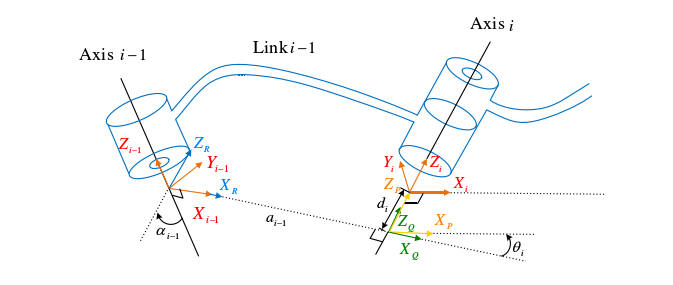 Axis i
Link i−1
Axis i−1
Z_{i−1}
Z_R
Y_{i−1}
X_R
X_{i−1}
α_{i−1}
a_{i−1}
Y_i
Z_i
X_i
Z_P
d_i
Z_Q
X_P
X_Q
θ_i